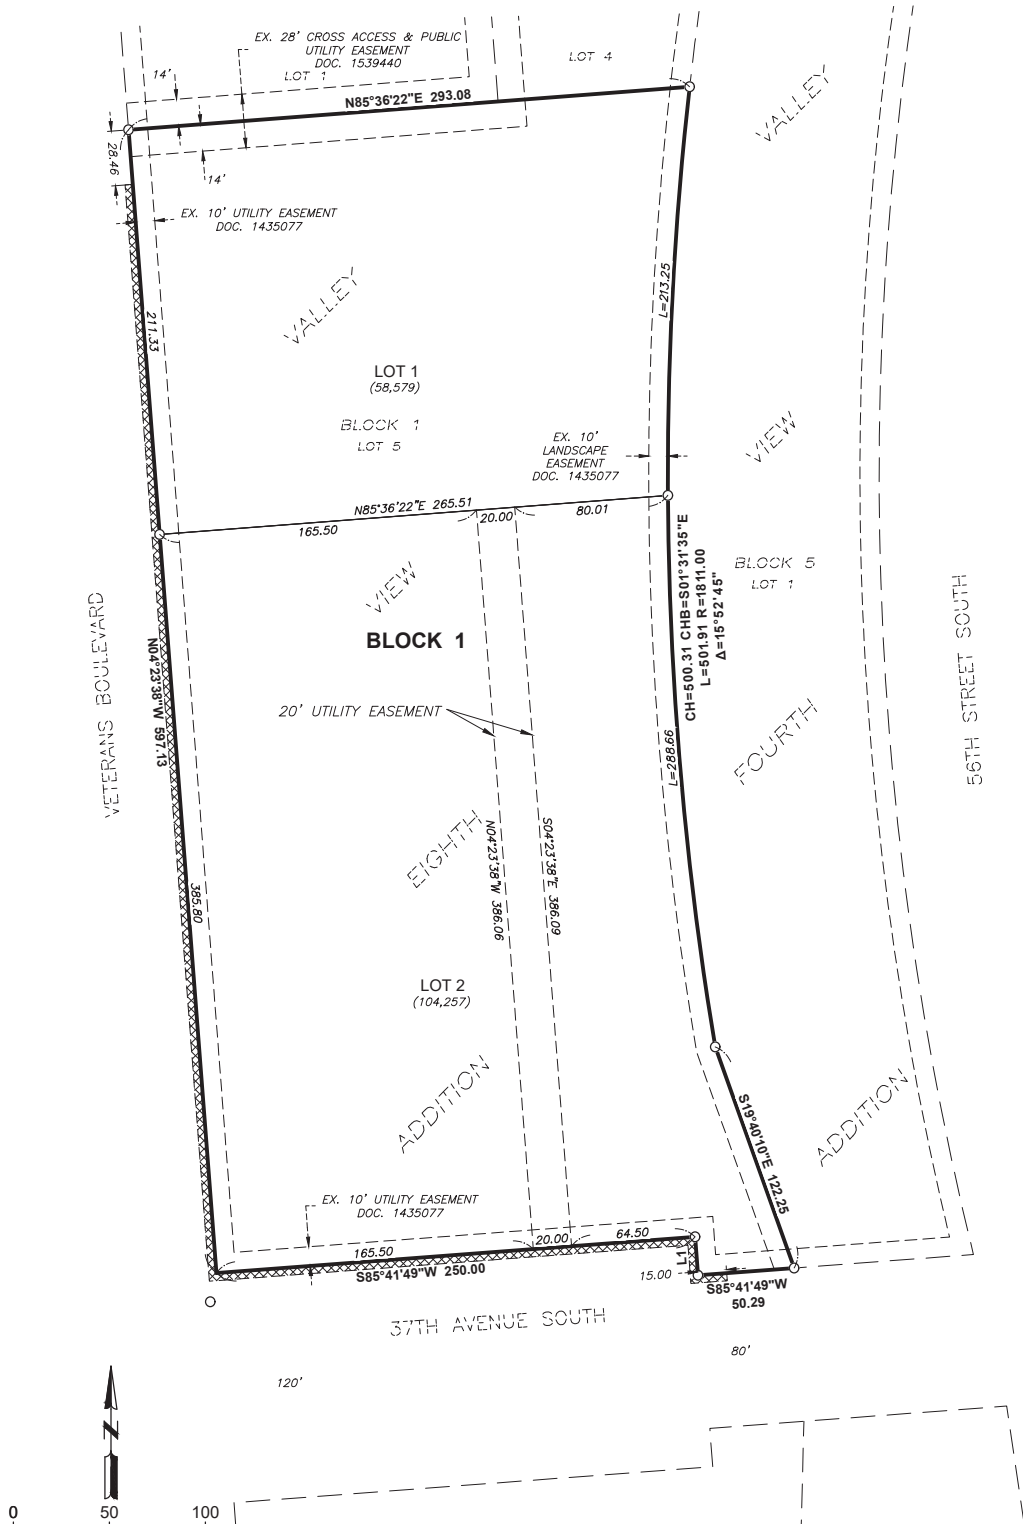 EX. 28' CROSS ACCESS & PUBLIC
UTILITY EASEMENT
DOC. 1539440
LOT 1
LOT 4
14'
N85°36'22"E 293.08
VALLEY
28.46
14'
EX. 10' UTILITY EASEMENT
DOC. 1435077
VALLEY
211.33
L=213.25
LOT 1
(58,579)
BLOCK 1
LOT 5
EX. 10'
LANDSCAPE
EASEMENT
DOC. 1435077
VIEW
N85°36'22"E 265.51
165.50
20.00
80.01
CH=500.31 CHB=S01°31'35"E
L=501.91 R=1811.00
Δ=15°52'45"
BLOCK 5
LOT 1
VIEW
BLOCK 1
VETERANS BOULEVARD
N04°23'38"W 597.13
56TH STREET SOUTH
20' UTILITY EASEMENT
L=288.66
FOURTH
EIGHTH
N04°23'38"W 386.06
S04°23'38"E 386.09
385.80
LOT 2
(104,257)
ADDITION
ADDITION
S19°40'10"E 122.25
EX. 10' UTILITY EASEMENT
DOC. 1435077
165.50
20.00
64.50
S85°41'49"W 250.00
L1
15.00
S85°41'49"W
50.29
37TH AVENUE SOUTH
80'
120'
N
0 50 100